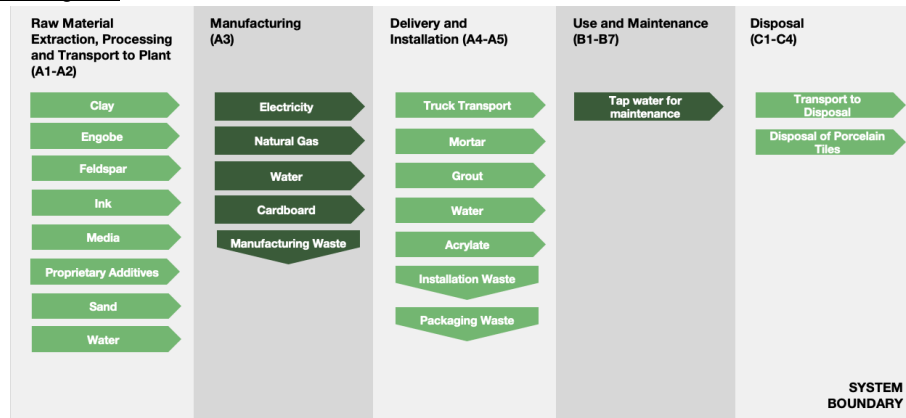 Raw Material
Extraction, Processing
and Transport to Plant
(A1-A2)
Clay
Engobe
Feldspar
Ink
Media
Proprietary Additives
Sand
Water
Manufacturing
(A3)
Electricity
Natural Gas
Water
Cardboard
Manufacturing Waste
Delivery and
Installation (A4-A5)
Truck Transport
Mortar
Grout
Water
Acrylate
Installation Waste
Packaging Waste
Use and Maintenance
(B1-B7)
Tap water for
maintenance
Disposal
(C1-C4)
Transport to
Disposal
Disposal of Porcelain
Tiles
SYSTEM
BOUNDARY